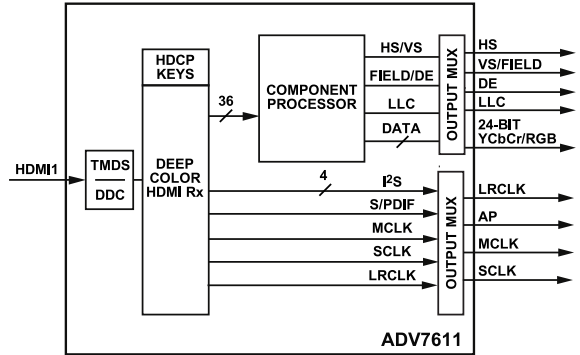 HDMI1
TMDS
DDC
HDCP
KEYS
DEEP
COLOR
HDMI Rx
36
COMPONENT
PROCESSOR
HS/VS
FIELD/DE
LLC
DATA
OUTPUT MUX
HS
VS/FIELD
DE
LLC
24-BIT
YCbCr/RGB
4
I²S
S/PDIF
MCLK
SCLK
LRCLK
OUTPUT MUX
LRCLK
AP
MCLK
SCLK
ADV7611